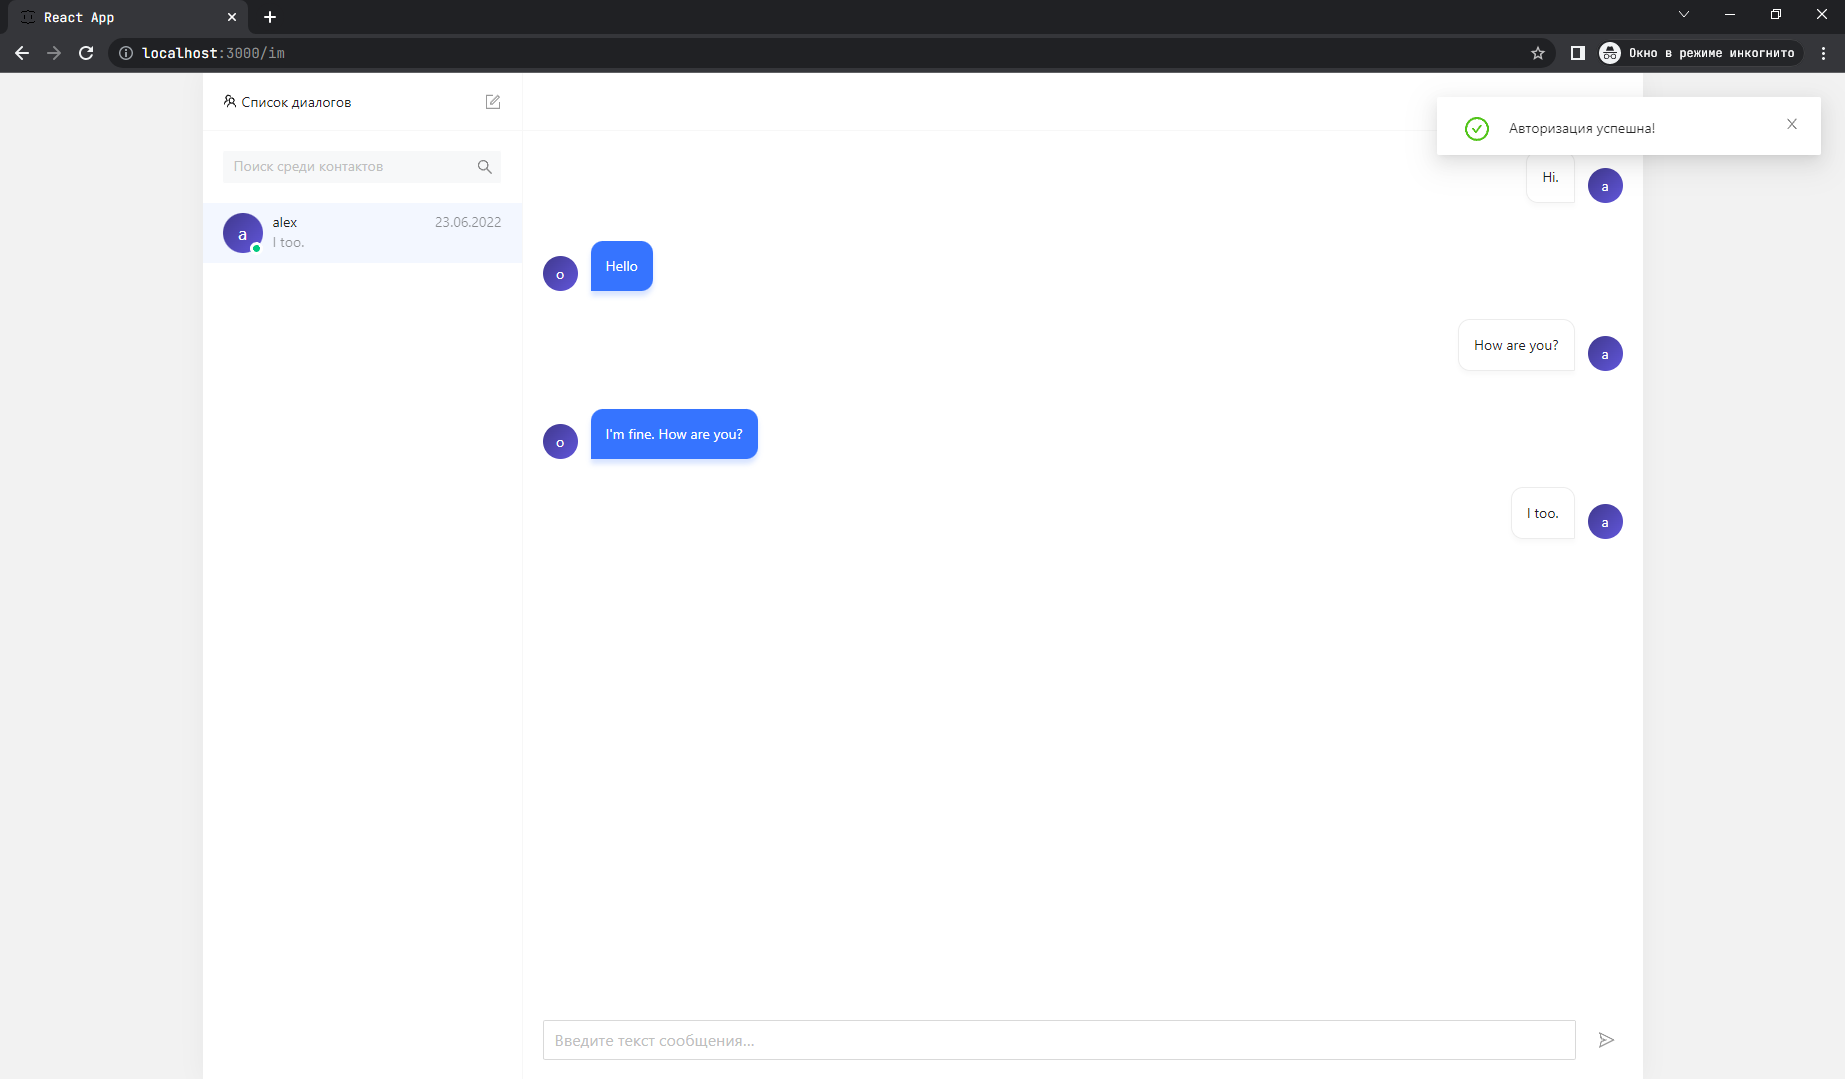 React App
localhost:3000/im
Окно в режиме инкогнито
Список диалогов
Поиск среди контактов
a
alex
23.06.2022
I too.
Авторизация успешна!
Hi.
a
o
Hello
How are you?
a
o
I'm fine. How are you?
I too.
a
Введите текст сообщения...